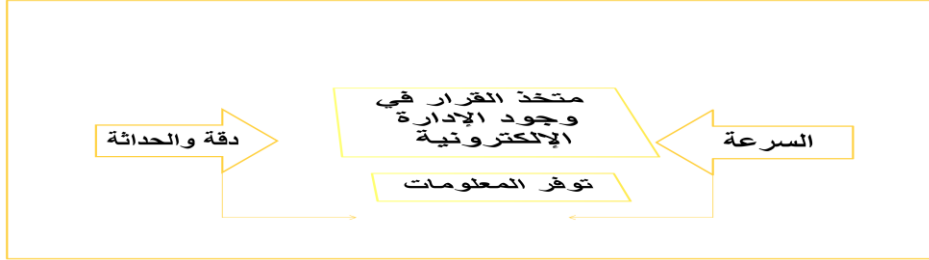 متخذ القرار في
وجود الإدارة
الإلكترونية
السرعة
دقة والحداثة
توفر المعلومات